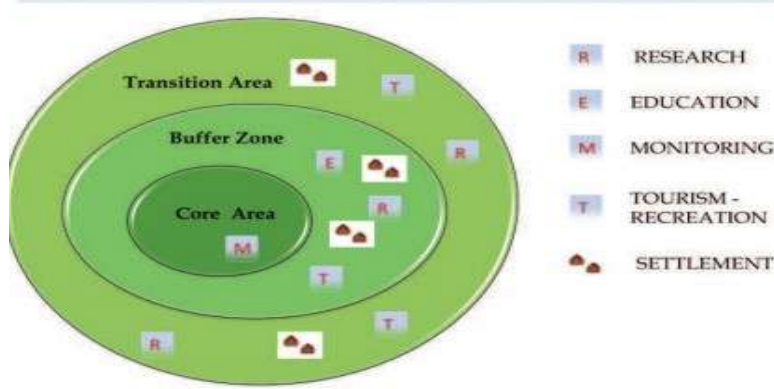 Transition Area
T
Buffer Zone
R
E
R
Core Area
M
T
T
R
R RESEARCH
E EDUCATION
M MONITORING
T TOURISM -
RECREATION
SETTLEMENT